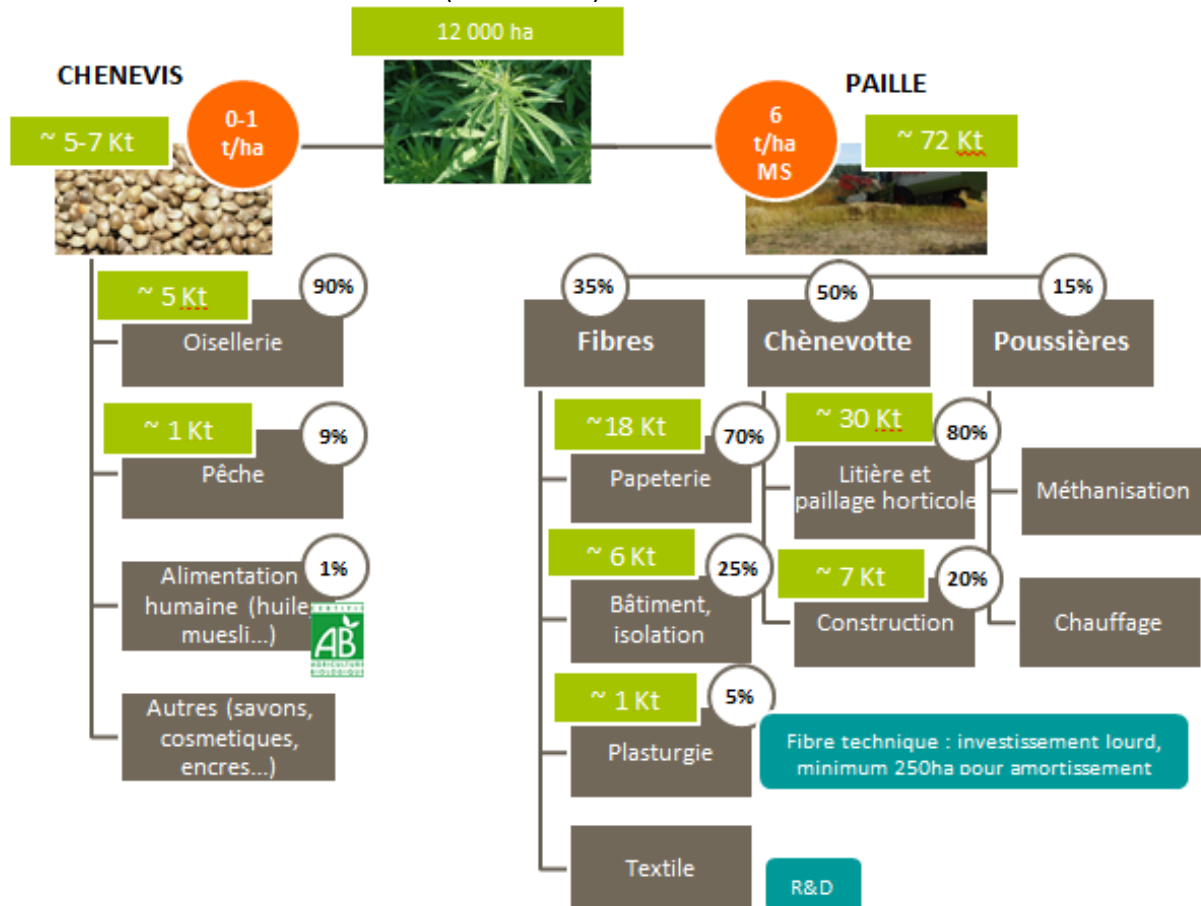 12 000 ha
CHENEVIS
PAILLE
~ 5-7 Kt
0-1
t/ha
6
t/ha
MS
~ 72 Kt
~ 5 Kt
90%
Oisellerie
~ 1 Kt
9%
Pêche
1%
Alimentation
humaine (huile,
muesli...)
AB
AGRICULTURE
BIOLOGIQUE
Autres (savons,
cosmetiques,
encres...)
35%
Fibres
50%
Chènevotte
15%
Poussières
~18 Kt
70%
Papeterie
~ 6 Kt
25%
Bâtiment,
isolation
~ 1 Kt
5%
Plasturgie
Fibre technique : investissement lourd,
minimum 250ha pour amortissement
Textile
R&D
~ 30 Kt
80%
Litière et
paillage horticole
~ 7 Kt
20%
Construction
Méthanisation
Chauffage